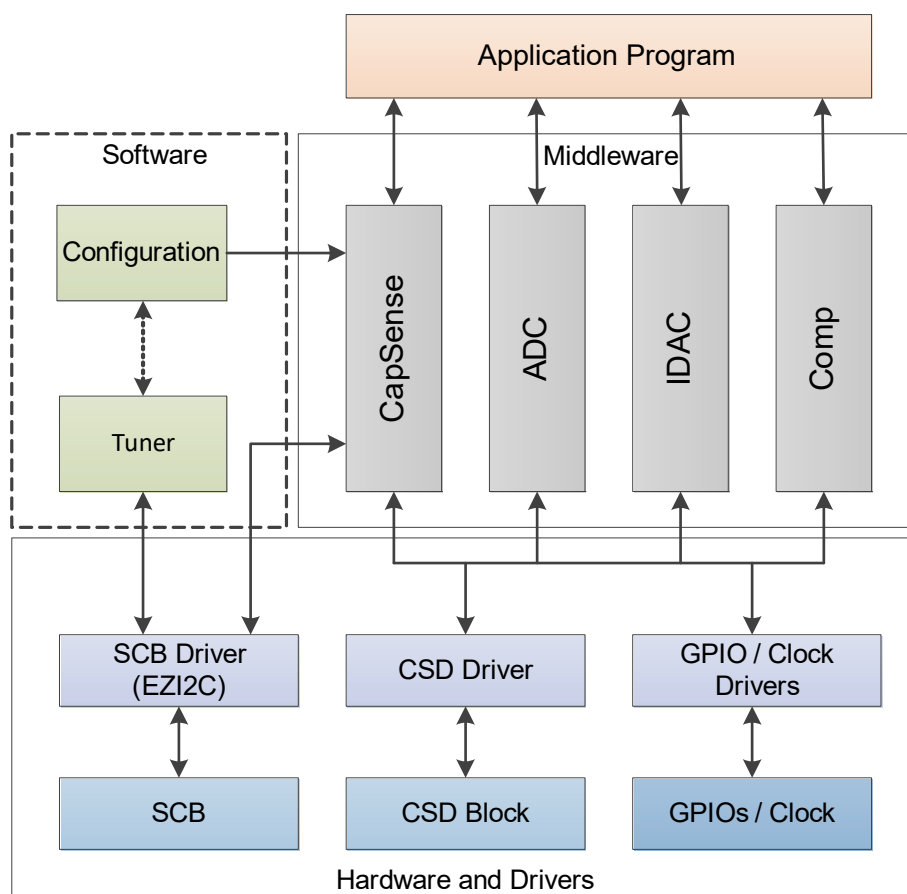 Application Program
Software
Middleware
Configuration
Tuner
CapSense
ADC
IDAC
Comp
SCB Driver
(EZI2C)
CSD Driver
GPIO / Clock
Drivers
SCB
CSD Block
GPIOs / Clock
Hardware and Drivers